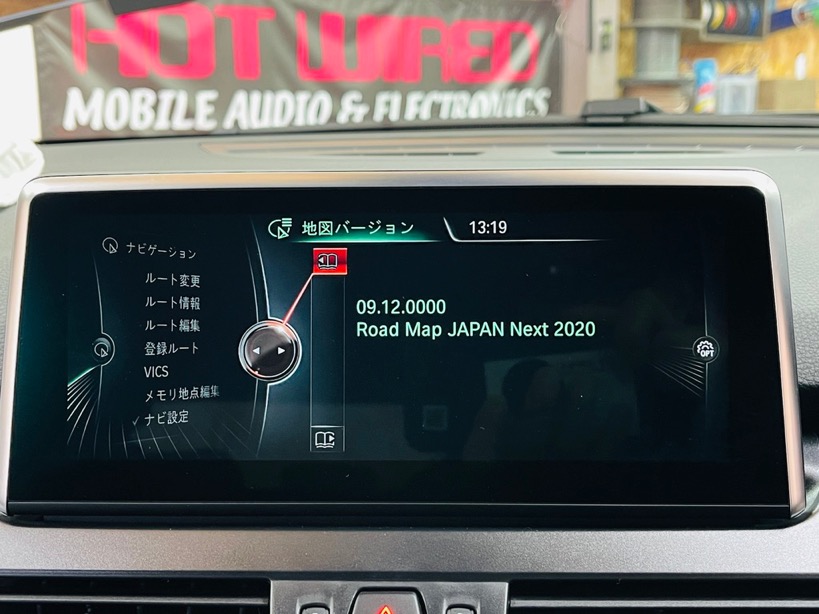 HOT WIRED
MOBILE AUDIO & ELECTRONICS
地図バージョン
13:19
ナビゲーション
ルート変更
ルート情報
ルート編集
登録ルート
VICS
メモリ地点編集
ナビ設定
09.12.0000
Road Map JAPAN Next 2020
OPT